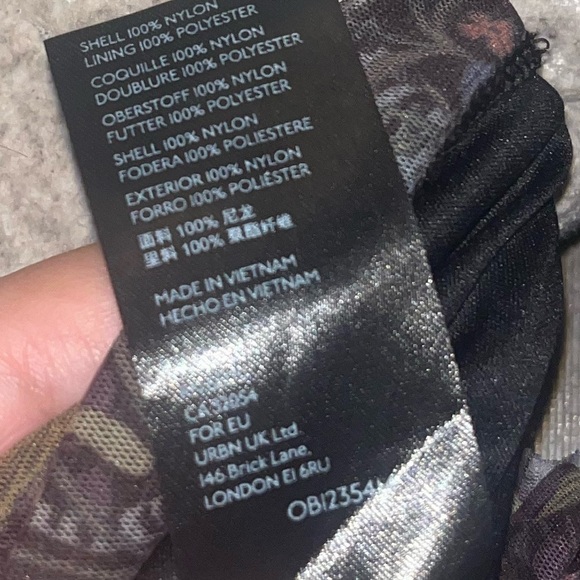 SHELL 100% NYLON
LINING 100% POLYESTER
COQUILLE 100% NYLON
DOUBLURE 100% POLYESTER
OBERSTOFF 100% NYLON
FUTTER 100% POLYESTER
SHELL 100% NYLON
FODERA 100% POLIESTERE
EXTERIOR 100% NYLON
FORRO 100% POLIÉSTER
面料 100% 尼龙
里料 100% 聚酯纤维
MADE IN VIETNAM
HECHO EN VIETNAM
FOR EU
URBN UK Ltd.
146 Brick Lane,
LONDON E1 6RU